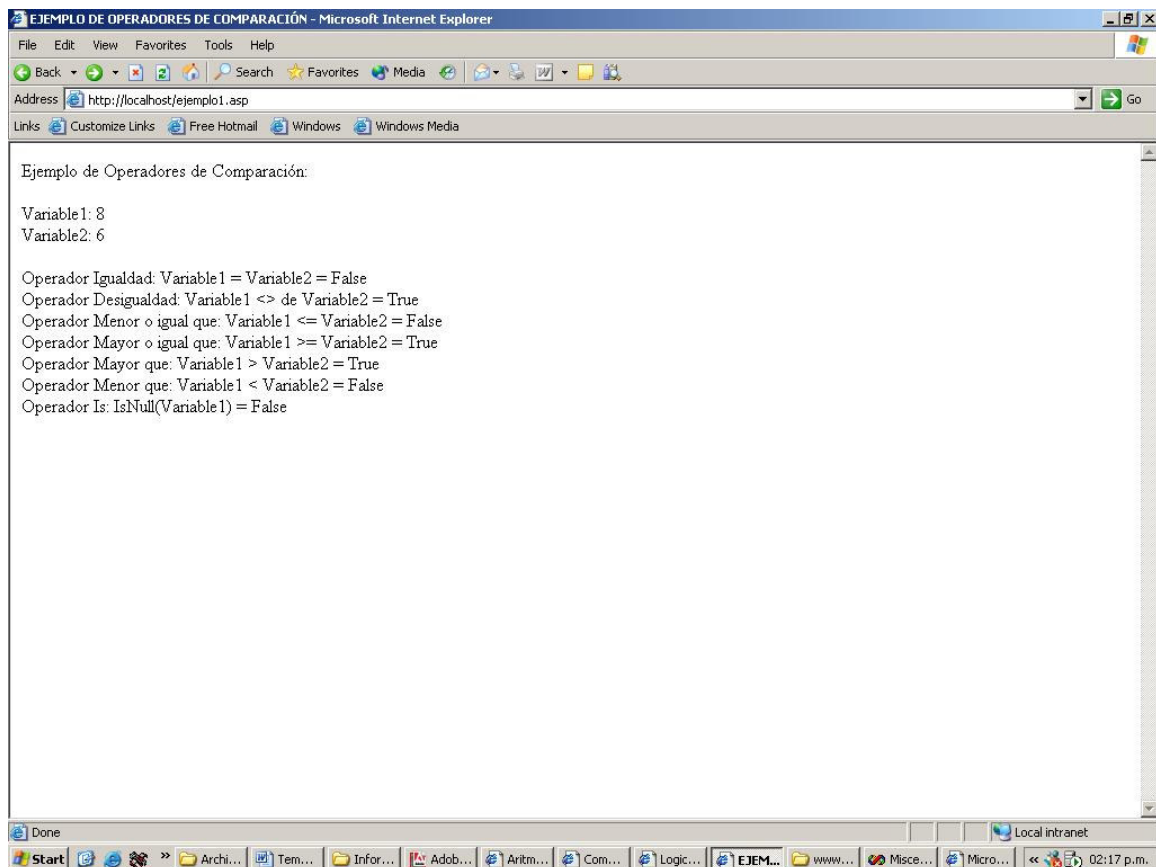 EJEMPLO DE OPERADORES DE COMPARACIÓN - Microsoft Internet Explorer
File Edit View Favorites Tools Help
Back Search Favorites Media
Address http://localhost/ejemplo1.asp Go
Links Customize Links Free Hotmail Windows Windows Media
Ejemplo de Operadores de Comparación:
Variable1: 8
Variable2: 6
Operador Igualdad: Variable1 = Variable2 = False
Operador Desigualdad: Variable1 <> de Variable2 = True
Operador Menor o igual que: Variable1 <= Variable2 = False
Operador Mayor o igual que: Variable1 >= Variable2 = True
Operador Mayor que: Variable1 > Variable2 = True
Operador Menor que: Variable1 < Variable2 = False
Operador Is: IsNull(Variable1) = False
Done Local intranet
Start » Archi... Tem... Infor... Adob... Aritm... Com... Logic... EJEM... www... Misce... Micro... « 02:17 p.m.